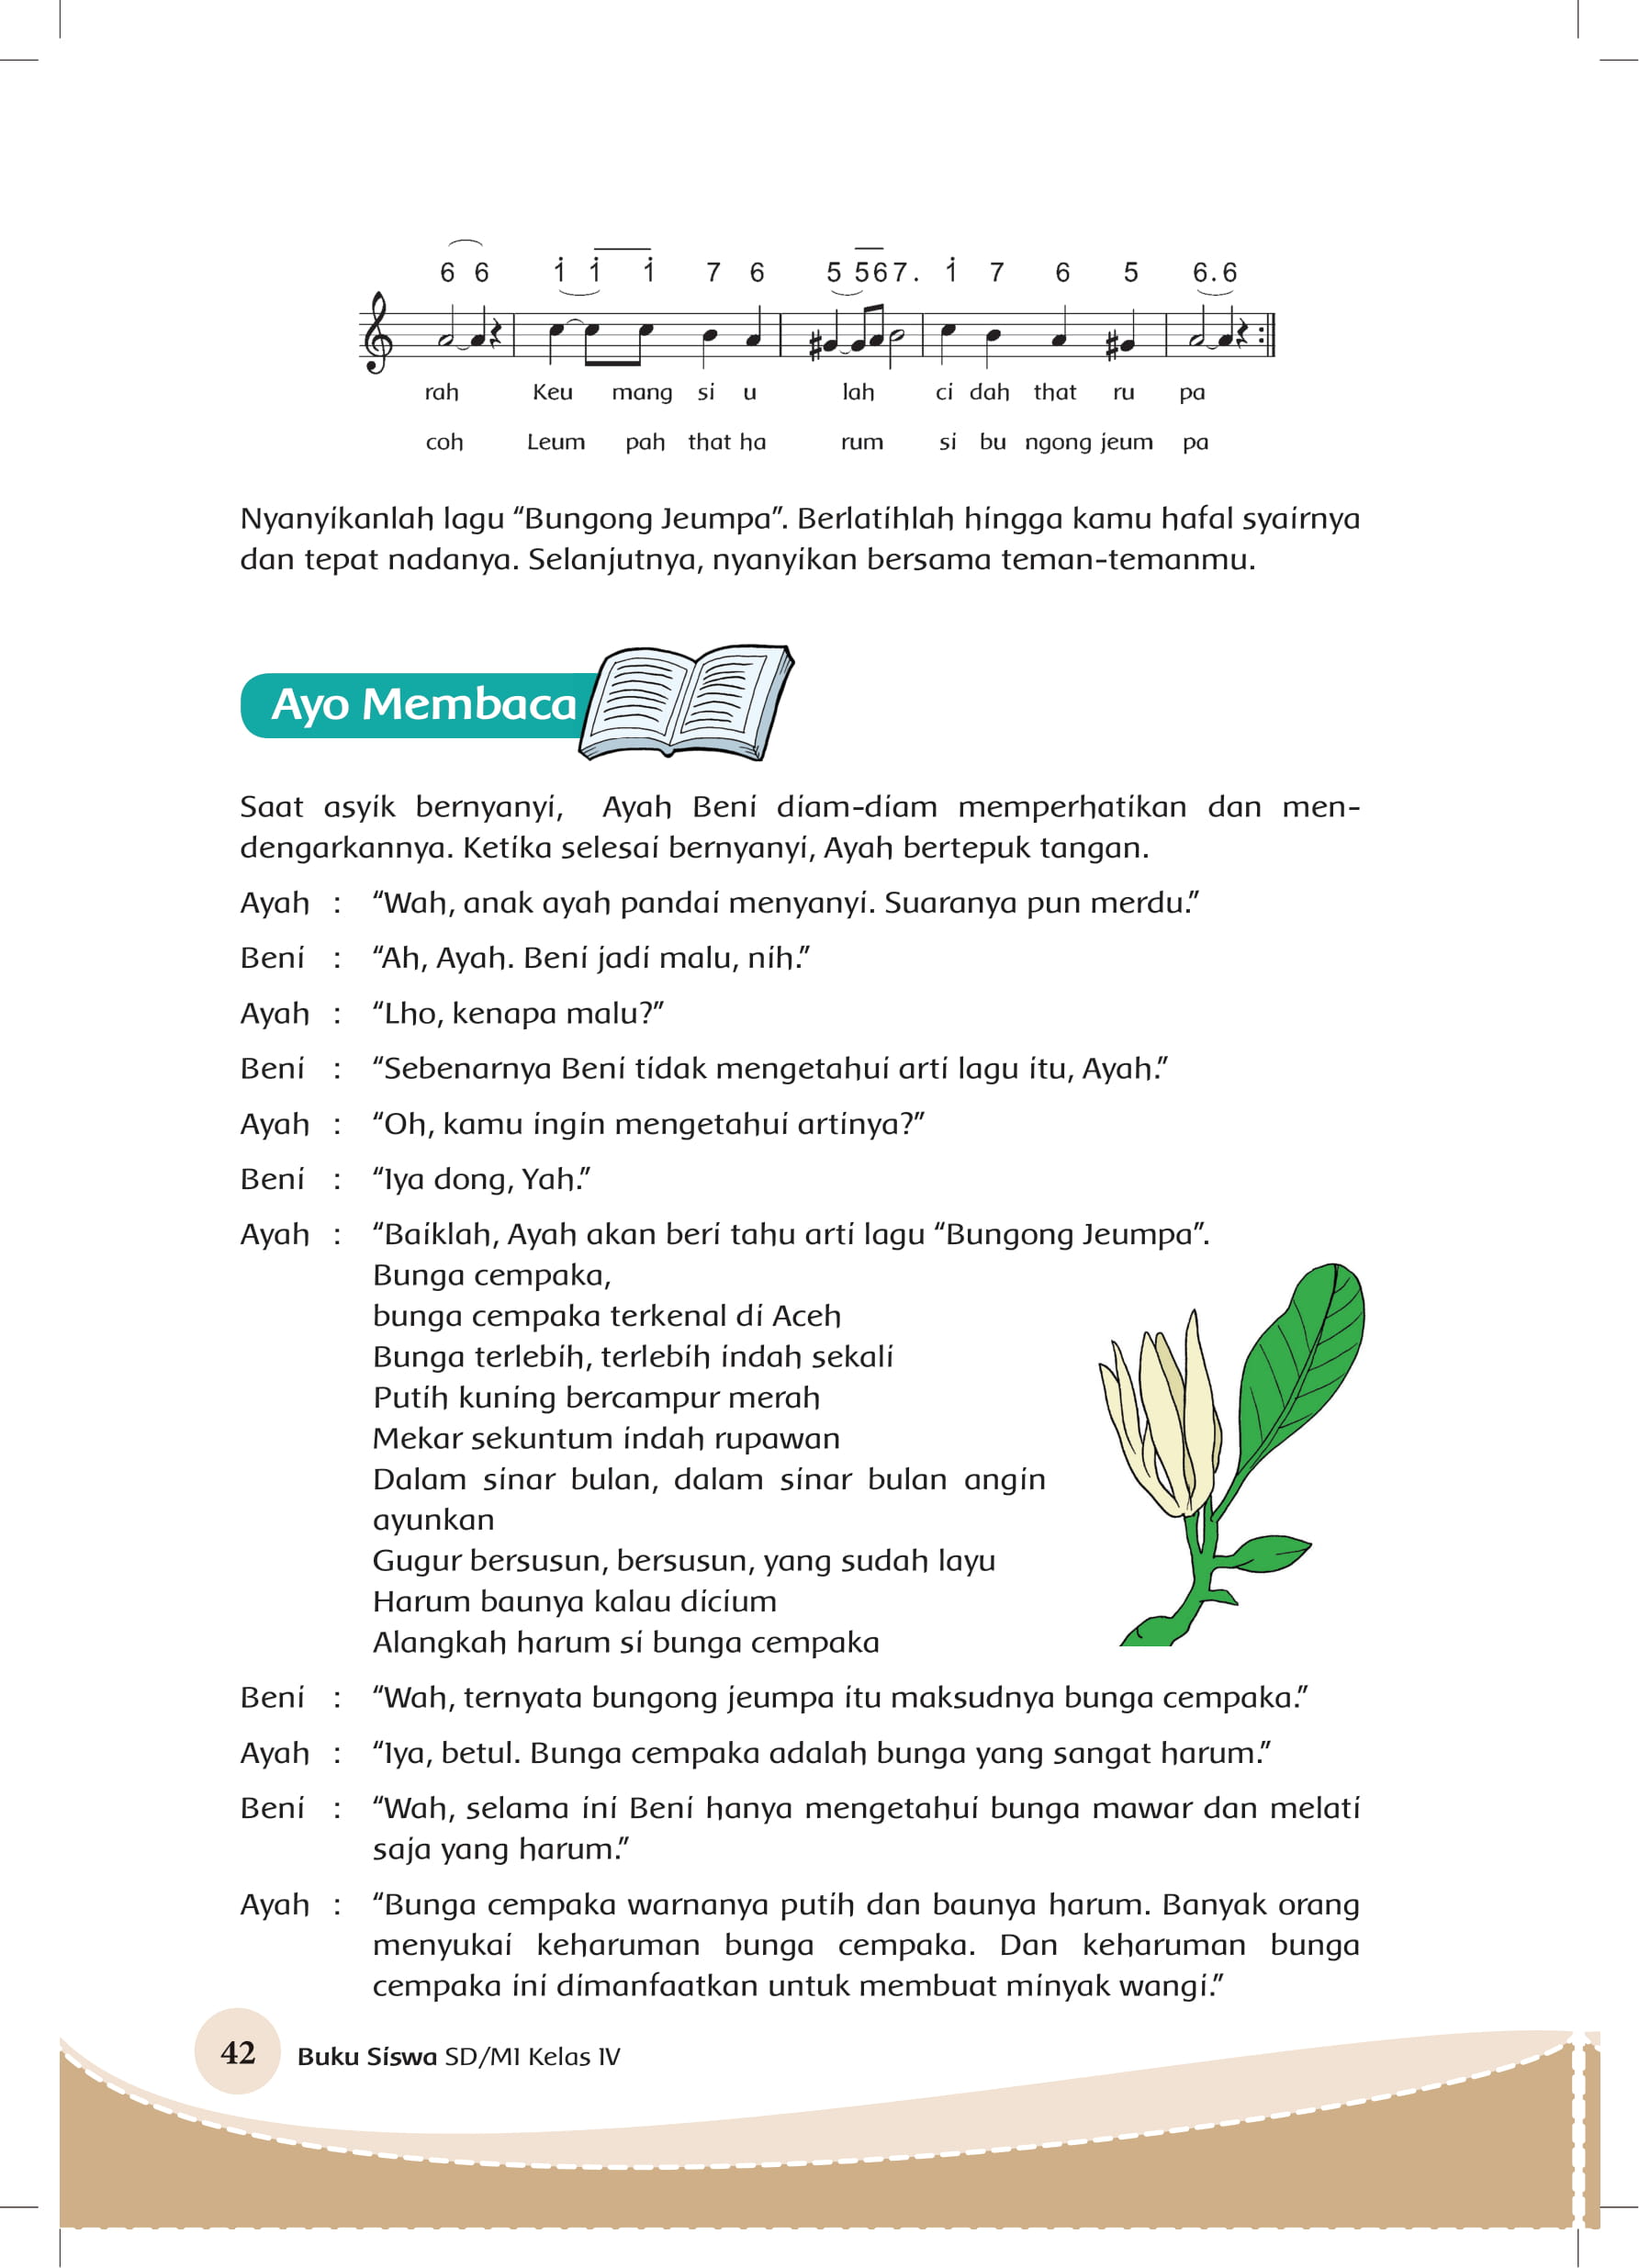 6 6 1 1 1 7 6 5 5 6 7 . 1 7 6 5 6 . 6
rah Keu mang si u lah ci dah that ru pa
coh Leum pah that ha rum si bu ngong jeum pa
Nyanyikanlah lagu “Bungong Jeumpa”. Berlatihlah hingga kamu hafal syairnya
dan tepat nadanya. Selanjutnya, nyanyikan bersama teman-temanmu.
Ayo Membaca
Saat asyik bernyanyi, Ayah Beni diam-diam memperhatikan dan men-
dengarkannya. Ketika selesai bernyanyi, Ayah bertepuk tangan.
Ayah : “Wah, anak ayah pandai menyanyi. Suaranya pun merdu.”
Beni : “Ah, Ayah. Beni jadi malu, nih.”
Ayah : “Lho, kenapa malu?”
Beni : “Sebenarnya Beni tidak mengetahui arti lagu itu, Ayah.”
Ayah : “Oh, kamu ingin mengetahui artinya?”
Beni : “Iya dong, Yah.”
Ayah : “Baiklah, Ayah akan beri tahu arti lagu “Bungong Jeumpa”.
Bunga cempaka,
bunga cempaka terkenal di Aceh
Bunga terlebih, terlebih indah sekali
Putih kuning bercampur merah
Mekar sekuntum indah rupawan
Dalam sinar bulan, dalam sinar bulan angin
ayunkan
Gugur bersusun, bersusun, yang sudah layu
Harum baunya kalau dicium
Alangkah harum si bunga cempaka
Beni : “Wah, ternyata bungong jeumpa itu maksudnya bunga cempaka.”
Ayah : “Iya, betul. Bunga cempaka adalah bunga yang sangat harum.”
Beni : “Wah, selama ini Beni hanya mengetahui bunga mawar dan melati
saja yang harum.”
Ayah : “Bunga cempaka warnanya putih dan baunya harum. Banyak orang
menyukai keharuman bunga cempaka. Dan keharuman bunga
cempaka ini dimanfaatkan untuk membuat minyak wangi.”
42 Buku Siswa SD/MI Kelas IV